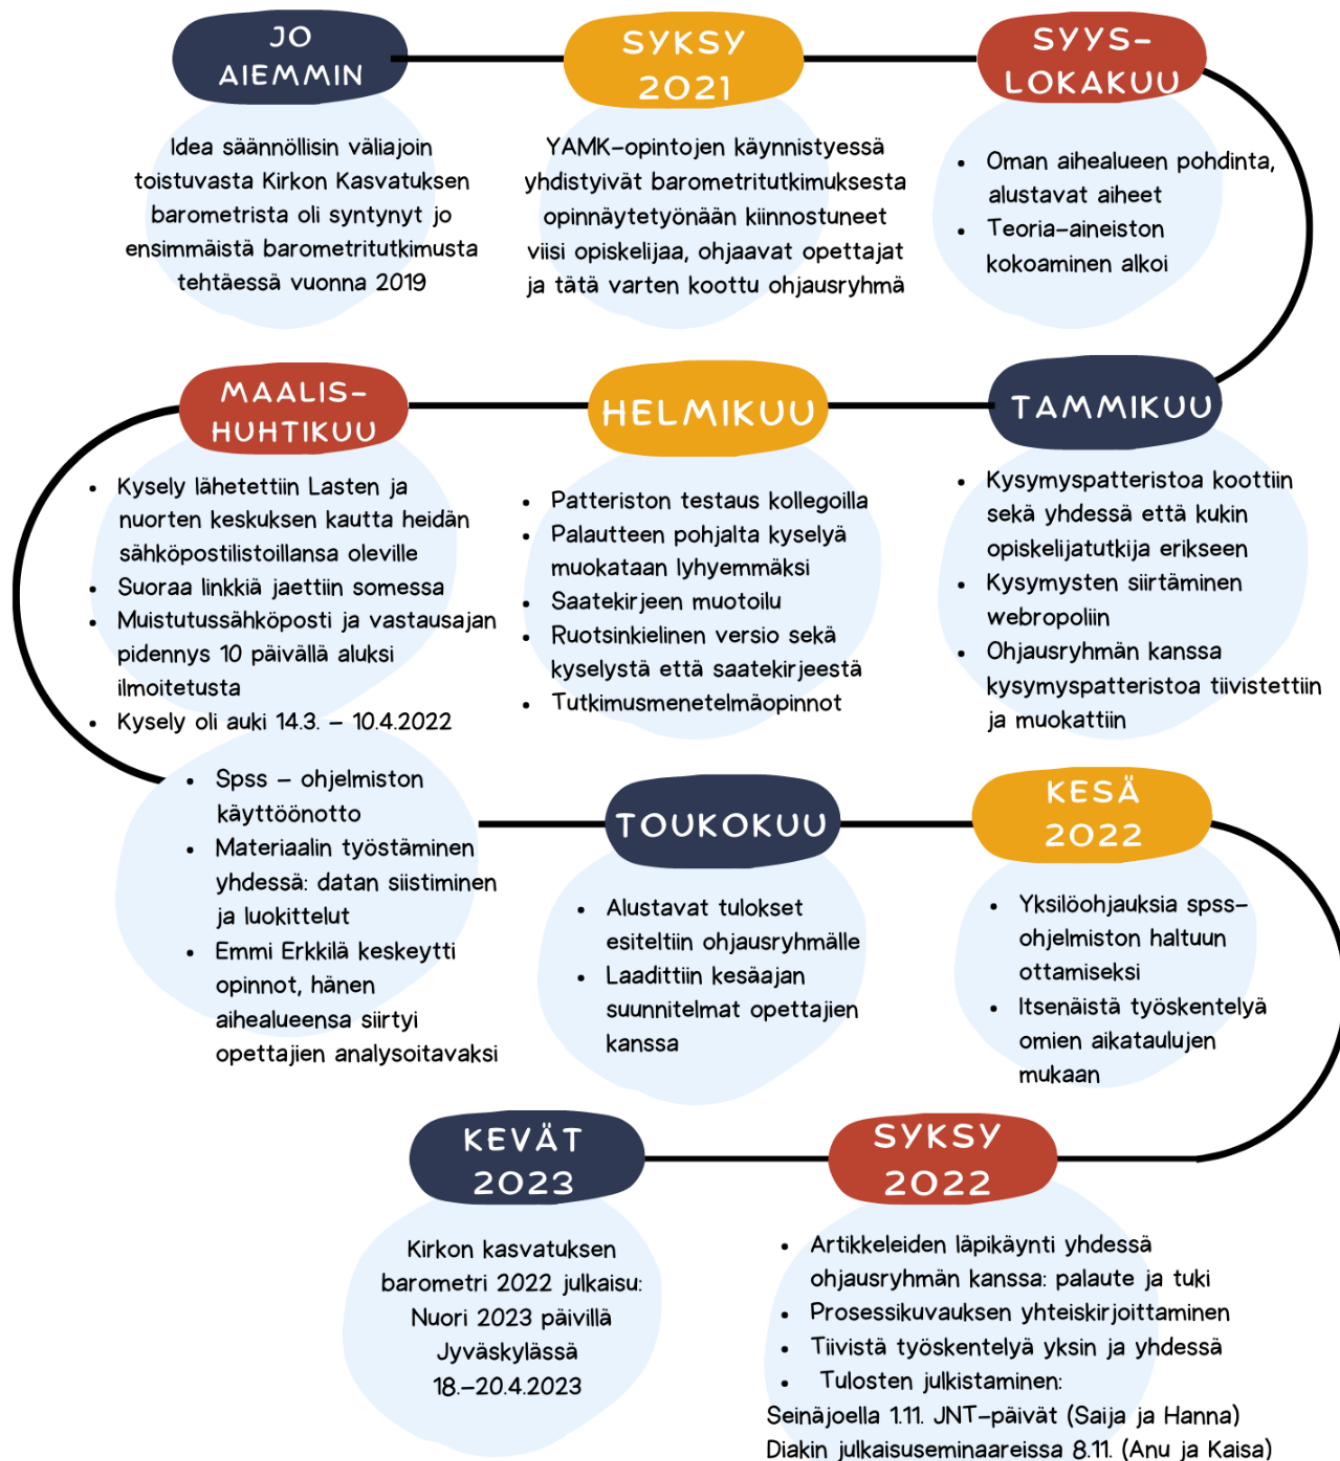 JO
AIEMMIN
Idea säännöllisin väliajoin
toistuvasta Kirkon Kasvatuksen
barometrista oli syntynyt jo
ensimmäistä barometritutkimusta
tehtäessä vuonna 2019
SYKSY
2021
YAMK-opintojen käynnistyessä
yhdistyivät barometritutkimuksesta
opinnäytetyönään kiinnostuneet
viisi opiskelijaa, ohjaavat opettajat
ja tätä varten koottu ohjausryhmä
SYYS-
LOKAKUU
• Oman aihealueen pohdinta,
alustavat aiheet
• Teoria-aineiston
kokoaminen alkoi
TAMMIKUU
• Kysymyspatteristoa koottiin
sekä yhdessä että kukin
opiskelijatutkija erikseen
• Kysymysten siirtäminen
webropoliin
• Ohjausryhmän kanssa
kysymyspatteristoa tiivistettiin
ja muokattiin
HELMIKUU
• Patteriston testaus kollegoilla
• Palautteen pohjalta kyselyä
muokataan lyhyemmäksi
• Saatekirjeen muotoilu
• Ruotsinkielinen versio sekä
kyselystä että saatekirjeestä
• Tutkimusmenetelmäopinnot
MAALIS-
HUHTIKUU
• Kysely lähetettiin Lasten ja
nuorten keskuksen kautta heidän
sähköpostilistoillansa oleville
• Suoraa linkkiä jaettiin somessa
• Muistutussähköposti ja vastausajan
pidennys 10 päivällä aluksi
ilmoitetusta
• Kysely oli auki 14.3. – 10.4.2022
• Spss – ohjelmiston
käyttöönotto
• Materiaalin työstäminen
yhdessä: datan siistiminen
ja luokittelut
• Emmi Erkkilä keskeytti
opinnot, hänen
aihealueensa siirtyi
opettajien analysoitavaksi
TOUKOKUU
• Alustavat tulokset
esiteltiin ohjausryhmälle
• Laadittiin kesäajan
suunnitelmat opettajien
kanssa
KESÄ
2022
• Yksilöohjauksia spss-
ohjelmiston haltuun
ottamiseksi
• Itsenäistä työskentelyä
omien aikataulujen
mukaan
SYKSY
2022
• Artikkeleiden läpikäynti yhdessä
ohjausryhmän kanssa: palaute ja tuki
• Prosessikuvauksen yhteiskirjoittaminen
• Tiivistä työskentelyä yksin ja yhdessä
• Tulosten julkistaminen:
Seinäjoella 1.11. JNT-päivät (Saija ja Hanna)
Diakin julkaisuseminaareissa 8.11. (Anu ja Kaisa)
KEVÄT
2023
Kirkon kasvatuksen
barometri 2022 julkaisu:
Nuori 2023 päivillä
Jyväskylässä
18.–20.4.2023